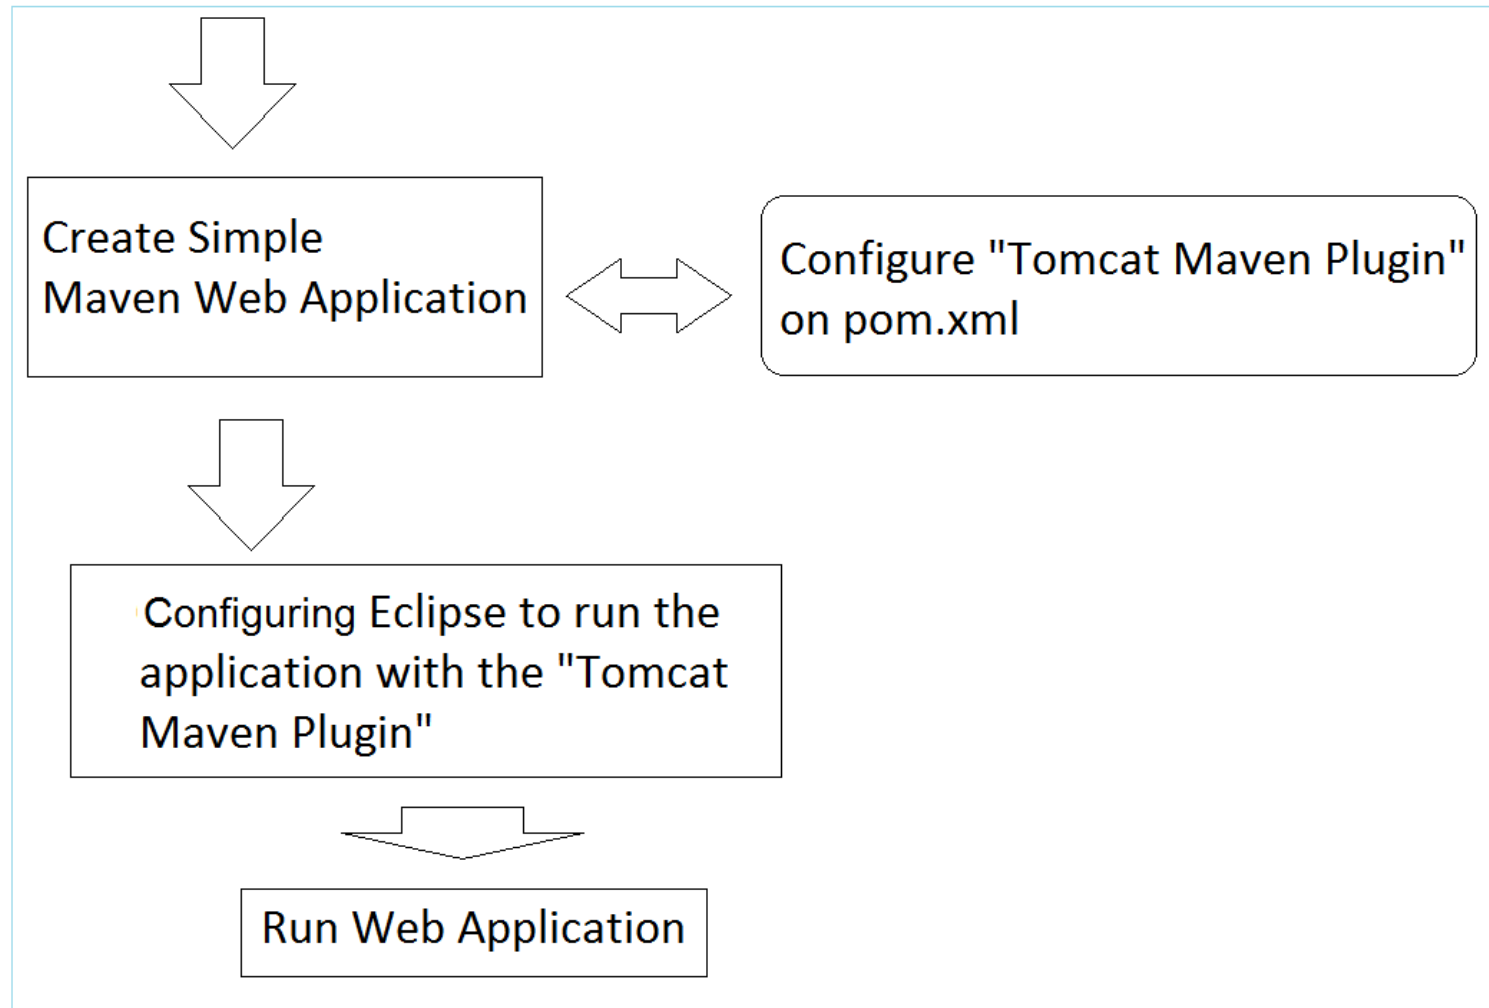 Create Simple
Maven Web Application
Configure "Tomcat Maven Plugin"
on pom.xml
Configuring Eclipse to run the
application with the "Tomcat
Maven Plugin"
Run Web Application